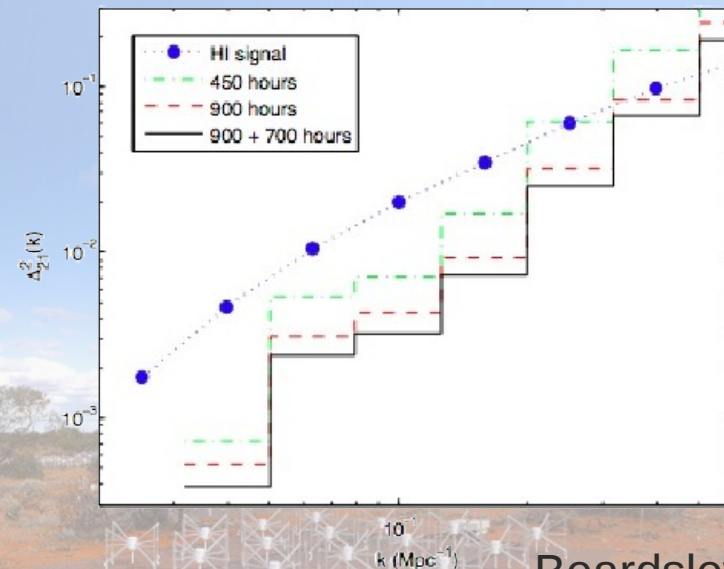 HI signal
450 hours
900 hours
900 + 700 hours
10⁻¹
10⁻²
10⁻³
Δ²₂₁(k)
10⁻¹
k (Mpc⁻¹)